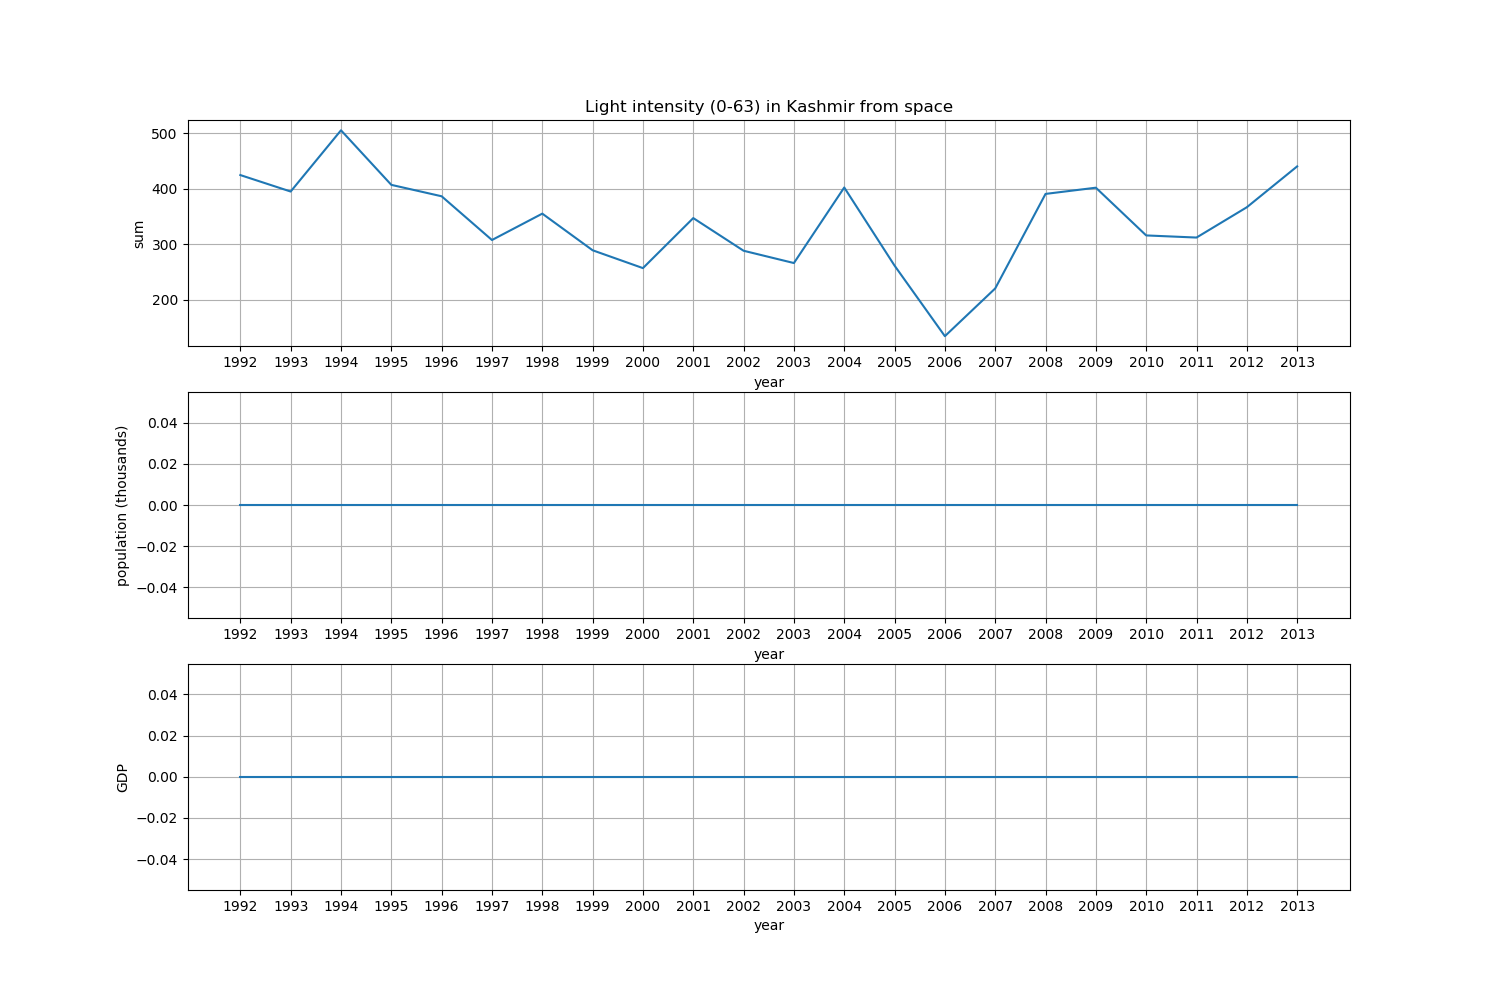 Light intensity (0-63) in Kashmir from space
500
400
300
200
sum
1992 1993 1994 1995 1996 1997 1998 1999 2000 2001 2002 2003 2004 2005 2006 2007 2008 2009 2010 2011 2012 2013
year
0.04
0.02
0.00
−0.02
−0.04
population (thousands)
1992 1993 1994 1995 1996 1997 1998 1999 2000 2001 2002 2003 2004 2005 2006 2007 2008 2009 2010 2011 2012 2013
year
0.04
0.02
0.00
−0.02
−0.04
GDP
1992 1993 1994 1995 1996 1997 1998 1999 2000 2001 2002 2003 2004 2005 2006 2007 2008 2009 2010 2011 2012 2013
year